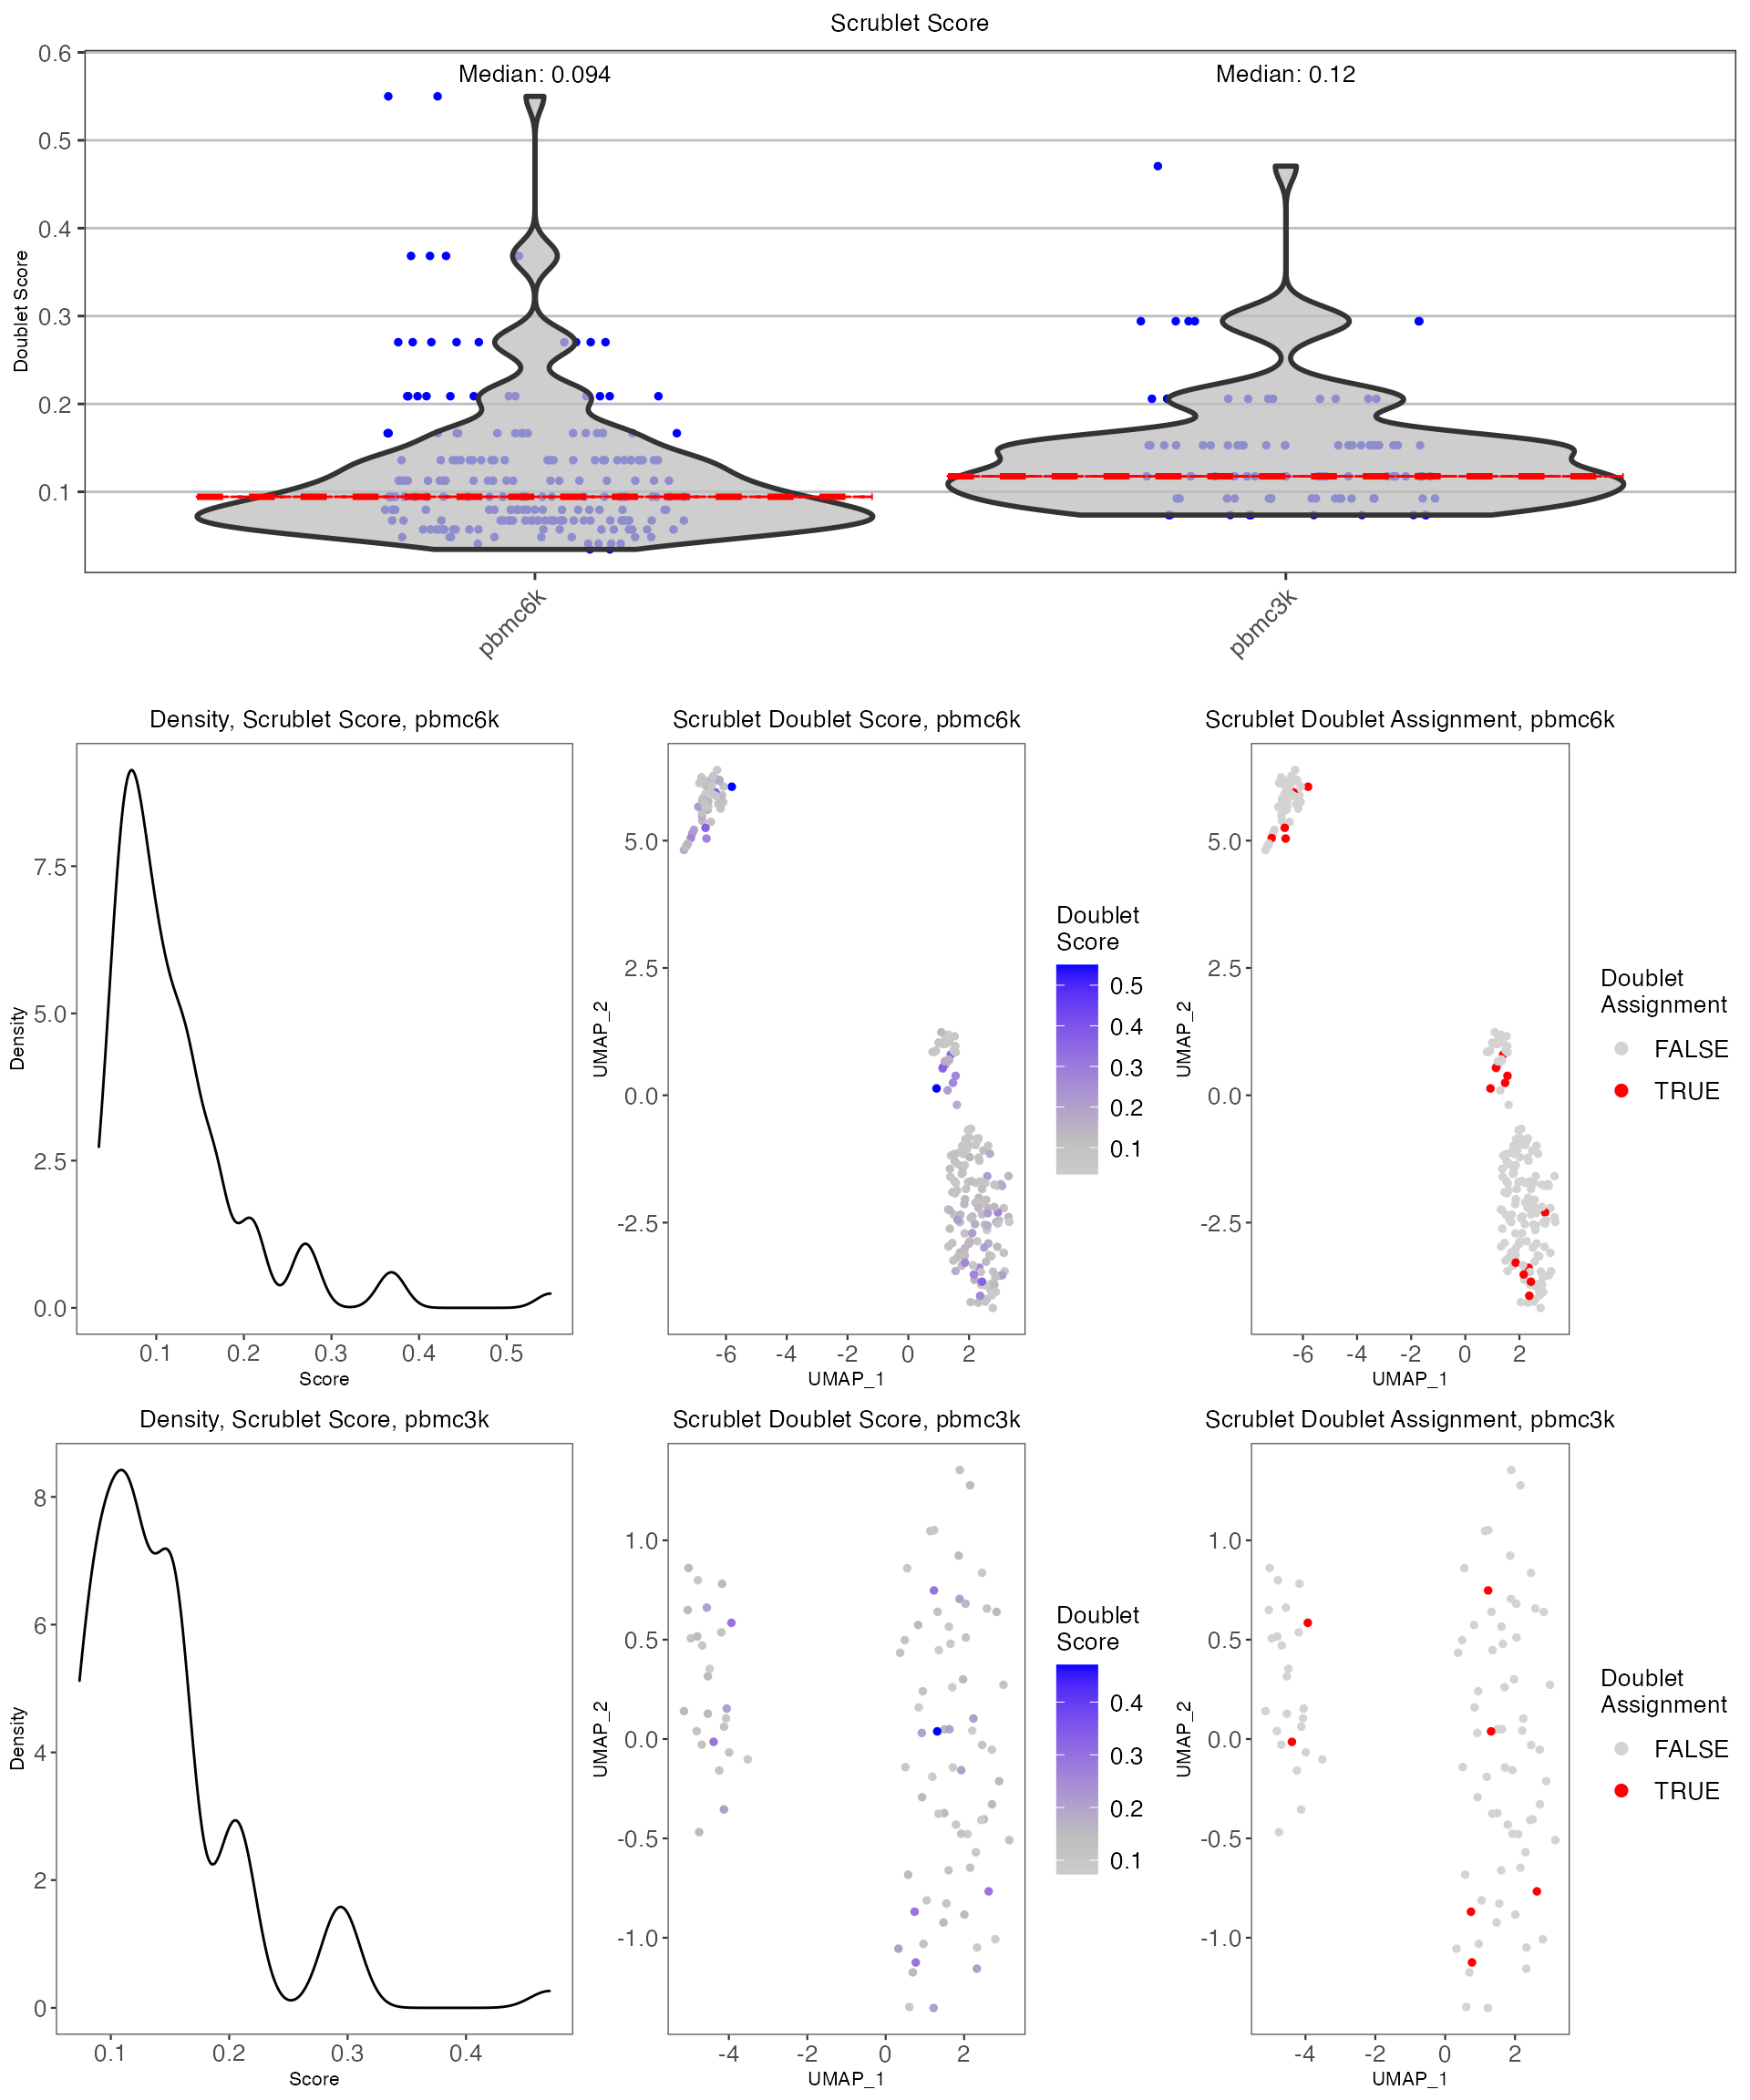 Scrublet Score
Median: 0.094
Median: 0.12
Doublet Score
0.6
0.5
0.4
0.3
0.2
0.1
pbmc6k
pbmc3k
Density, Scrublet Score, pbmc6k
Density
7.5
5.0
2.5
0.0
0.1 0.2 0.3 0.4 0.5
Score
Scrublet Doublet Score, pbmc6k
UMAP_2
5.0
2.5
0.0
-2.5
-6 -4 -2 0 2
UMAP_1
Doublet
Score
0.5
0.4
0.3
0.2
0.1
Scrublet Doublet Assignment, pbmc6k
UMAP_2
5.0
2.5
0.0
-2.5
-6 -4 -2 0 2
UMAP_1
Doublet
Assignment
FALSE
TRUE
Density, Scrublet Score, pbmc3k
Density
8
6
4
2
0
0.1 0.2 0.3 0.4
Score
Scrublet Doublet Score, pbmc3k
UMAP_2
1.0
0.5
0.0
-0.5
-1.0
-4 -2 0 2
UMAP_1
Doublet
Score
0.4
0.3
0.2
0.1
Scrublet Doublet Assignment, pbmc3k
UMAP_2
1.0
0.5
0.0
-0.5
-1.0
-4 -2 0 2
UMAP_1
Doublet
Assignment
FALSE
TRUE